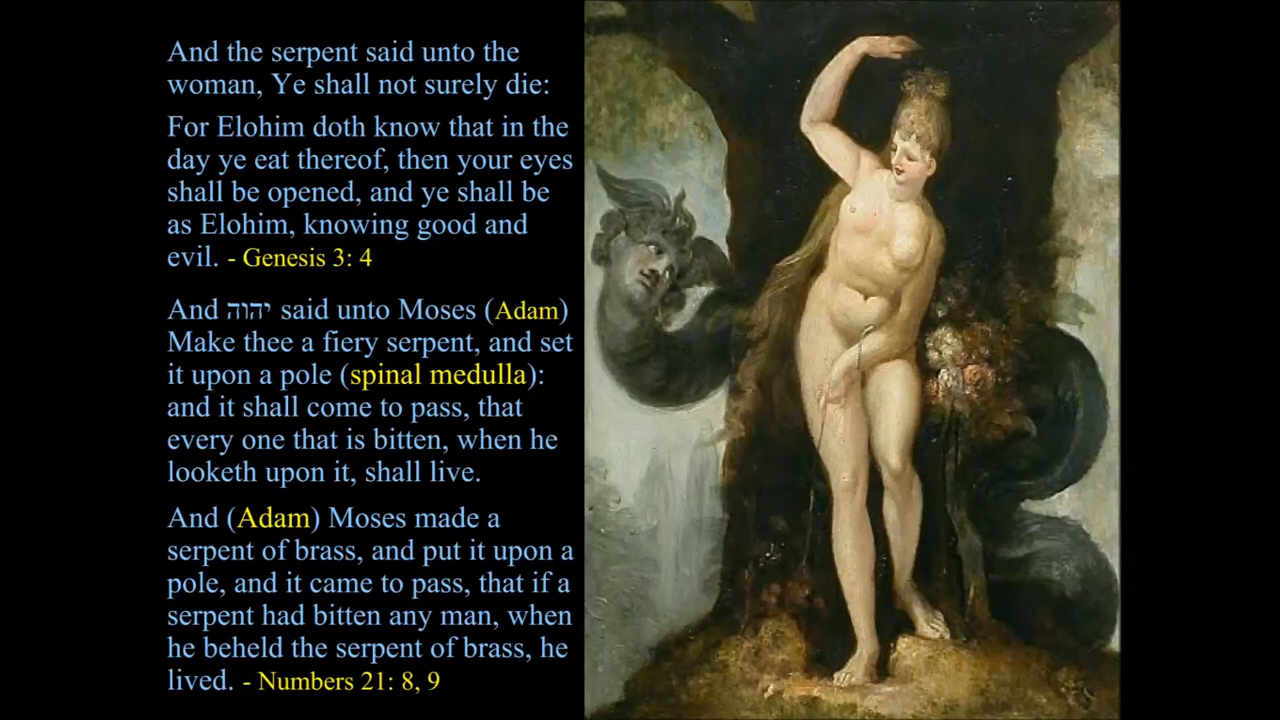 And the serpent said unto the
woman, Ye shall not surely die:
For Elohim doth know that in the
day ye eat thereof, then your eyes
shall be opened, and ye shall be
as Elohim, knowing good and
evil. - Genesis 3: 4
And יהוה said unto Moses (Adam)
Make thee a fiery serpent, and set
it upon a pole (spinal medulla):
and it shall come to pass, that
every one that is bitten, when he
looketh upon it, shall live.
And (Adam) Moses made a
serpent of brass, and put it upon a
pole, and it came to pass, that if a
serpent had bitten any man, when
he beheld the serpent of brass, he
lived. - Numbers 21: 8, 9